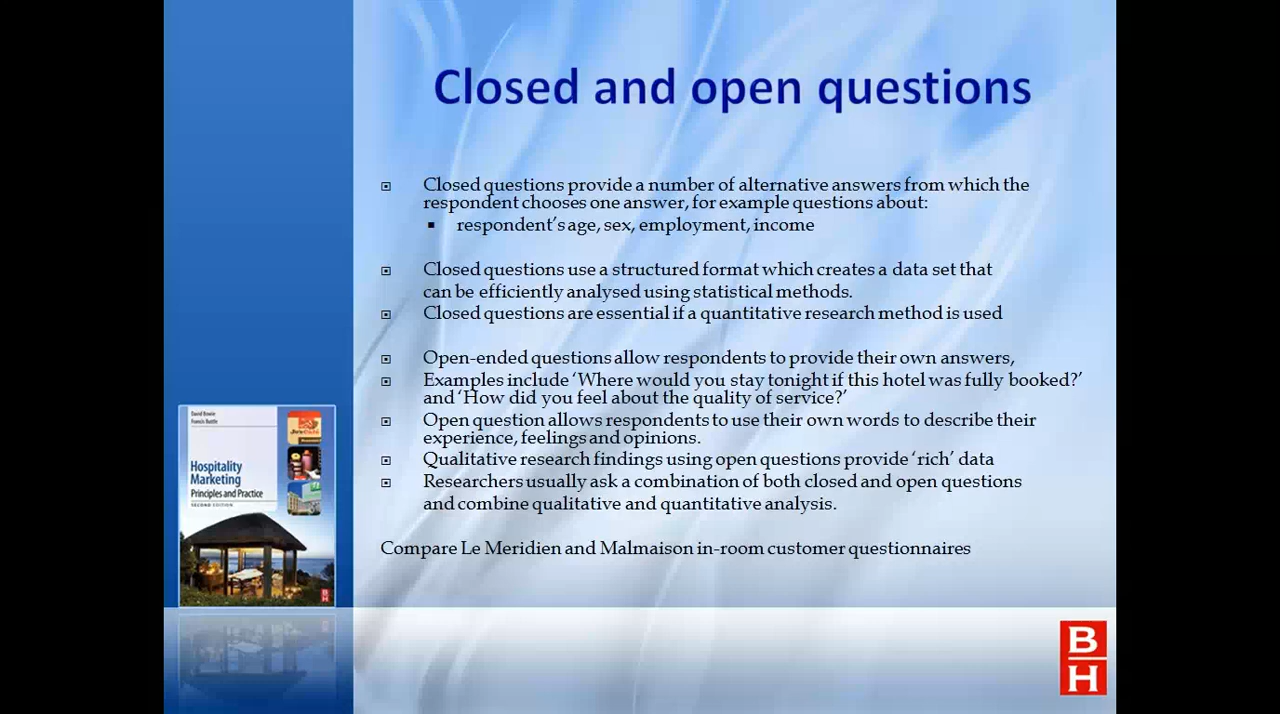 Closed and open questions
Closed questions provide a number of alternative answers from which the
respondent chooses one answer, for example questions about:
respondent’s age, sex, employment, income
Closed questions use a structured format which creates a data set that
can be efficiently analysed using statistical methods.
Closed questions are essential if a quantitative research method is used
Open-ended questions allow respondents to provide their own answers,
Examples include ‘Where would you stay tonight if this hotel was fully booked?’
and ‘How did you feel about the quality of service?’
Open question allows respondents to use their own words to describe their
experience, feelings and opinions.
Qualitative research findings using open questions provide ‘rich’ data
Researchers usually ask a combination of both closed and open questions
and combine qualitative and quantitative analysis.
Compare Le Meridien and Malmaison in-room customer questionnaires
David Bowie
Francis Buttle
Hospitality
Marketing
Principles and Practice
SECOND EDITION
B
H
B
H